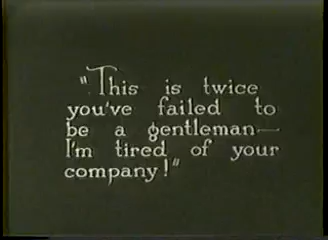 "This is twice
you've failed to
be a gentleman—
I'm tired of your
company!"